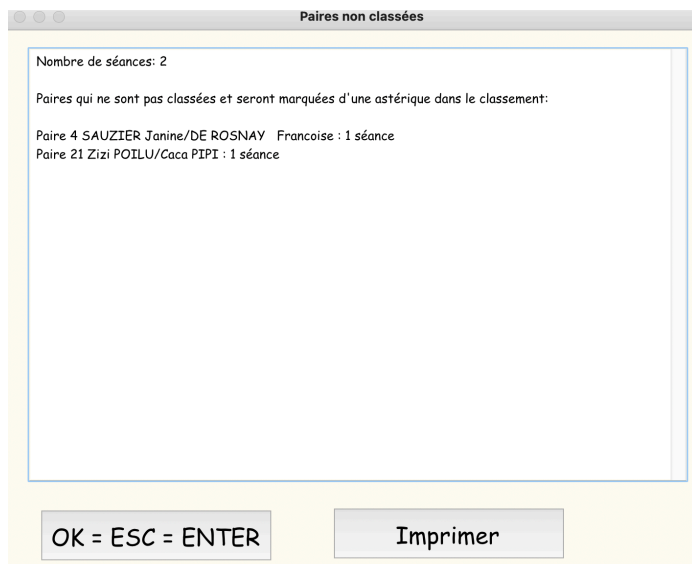 Paires non classées
Nombre de séances: 2
Paires qui ne sont pas classées et seront marquées d'une astérique dans le classement:
Paire 4 SAUZIER Janine/DE ROSNAY   Francoise : 1 séance
Paire 21 Zizi POILU/Caca PIPI : 1 séance
OK = ESC = ENTER
Imprimer